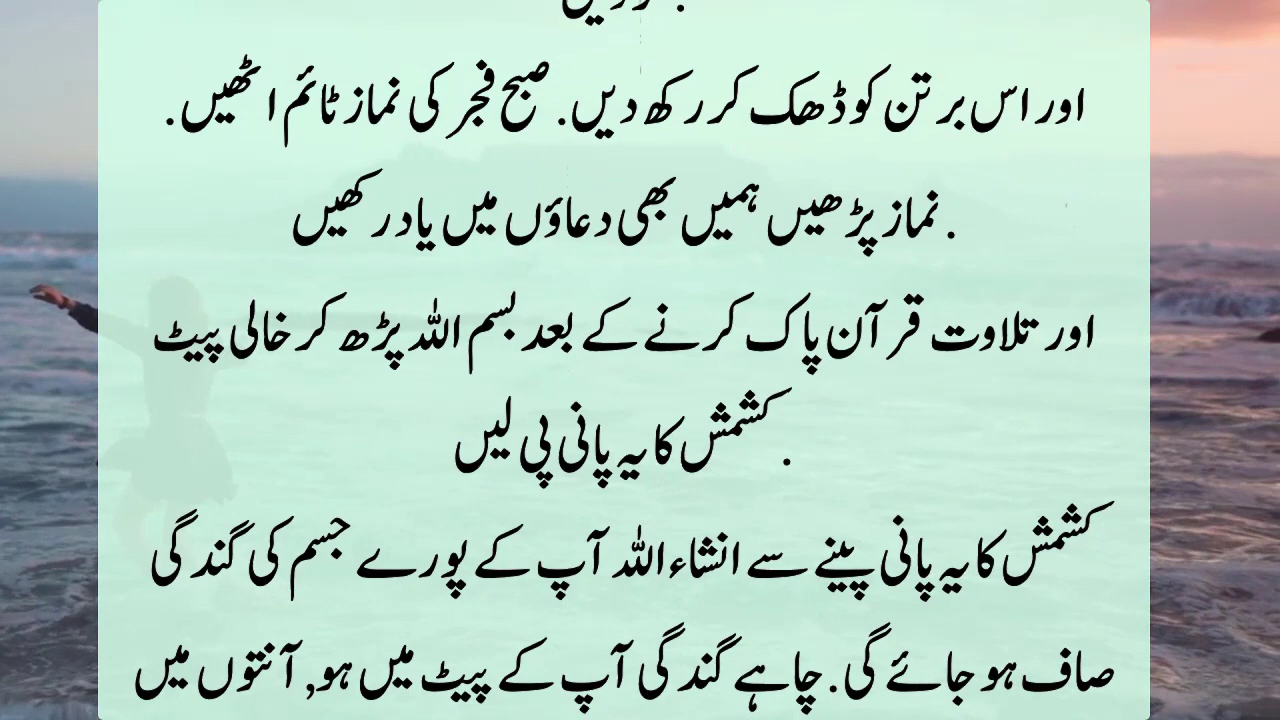 اور اس برتن کو ڈھک کر رکھ دیں. صبح فجر کی نماز ٹائم اٹھیں.
نماز پڑھیں ہمیں بھی دعاؤں میں یاد رکھیں.
اور تلاوت قرآن پاک کرنے کے بعد بسم اللہ پڑھ کر خالی پیٹ
کشمش کا یہ پانی پی لیں.
کشمش کا یہ پانی پینے سے انشاءاللہ آپ کے پورے جسم کی گندگی
صاف ہو جائے گی. چاہے گندگی آپ کے پیٹ میں ہو, آنتوں میں